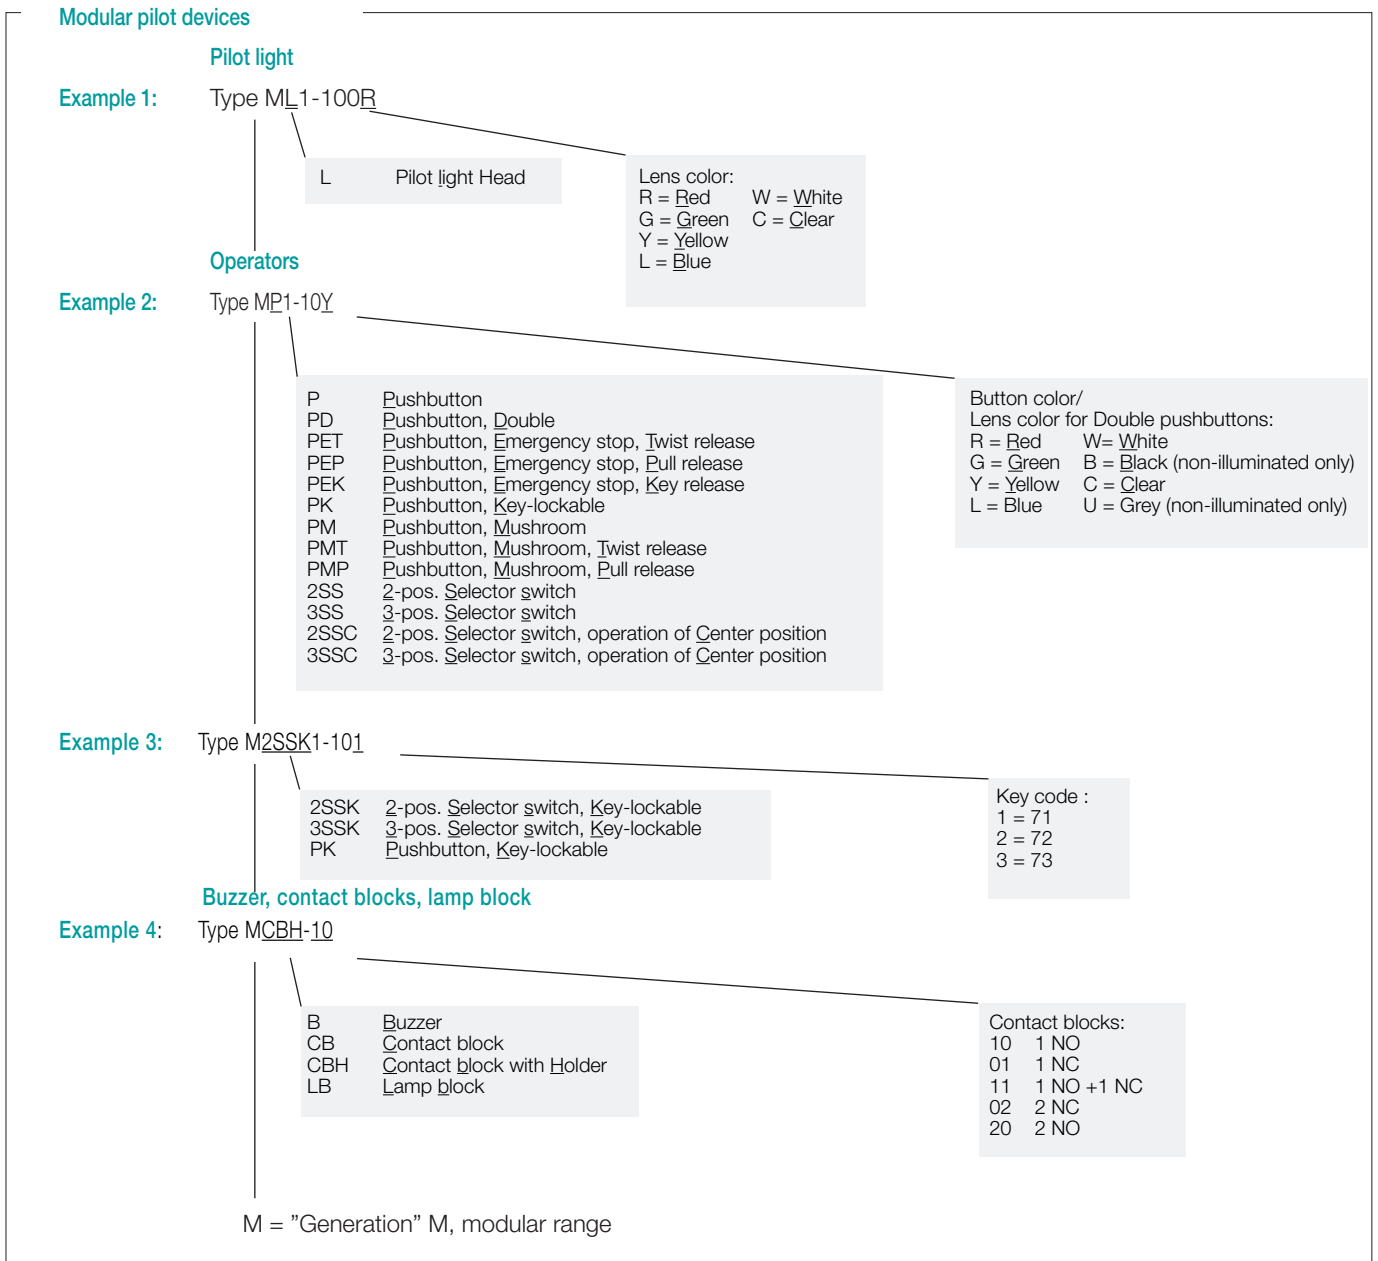 Modular pilot devices
Pilot light
Example 1: Type ML1-100R
L Pilot light Head
Lens color:
R = Red W = White
G = Green C = Clear
Y = Yellow
L = Blue
Operators
Example 2: Type MP1-10Y
P Pushbutton
PD Pushbutton, Double
PET Pushbutton, Emergency stop, Twist release
PEP Pushbutton, Emergency stop, Pull release
PEK Pushbutton, Emergency stop, Key release
PK Pushbutton, Key-lockable
PM Pushbutton, Mushroom
PMT Pushbutton, Mushroom, Twist release
PMP Pushbutton, Mushroom, Pull release
2SS 2-pos. Selector switch
3SS 3-pos. Selector switch
2SSC 2-pos. Selector switch, operation of Center position
3SSC 3-pos. Selector switch, operation of Center position
Button color/
Lens color for Double pushbuttons:
R = Red W= White
G = Green B = Black (non-illuminated only)
Y = Yellow C = Clear
L = Blue U = Grey (non-illuminated only)
Example 3: Type M2SSK1-101
2SSK 2-pos. Selector switch, Key-lockable
3SSK 3-pos. Selector switch, Key-lockable
PK Pushbutton, Key-lockable
Key code :
1 = 71
2 = 72
3 = 73
Buzzer, contact blocks, lamp block
Example 4: Type MCBH-10
B Buzzer
CB Contact block
CBH Contact block with Holder
LB Lamp block
Contact blocks:
10 1 NO
01 1 NC
11 1 NO +1 NC
02 2 NC
20 2 NO
M = ”Generation” M, modular range